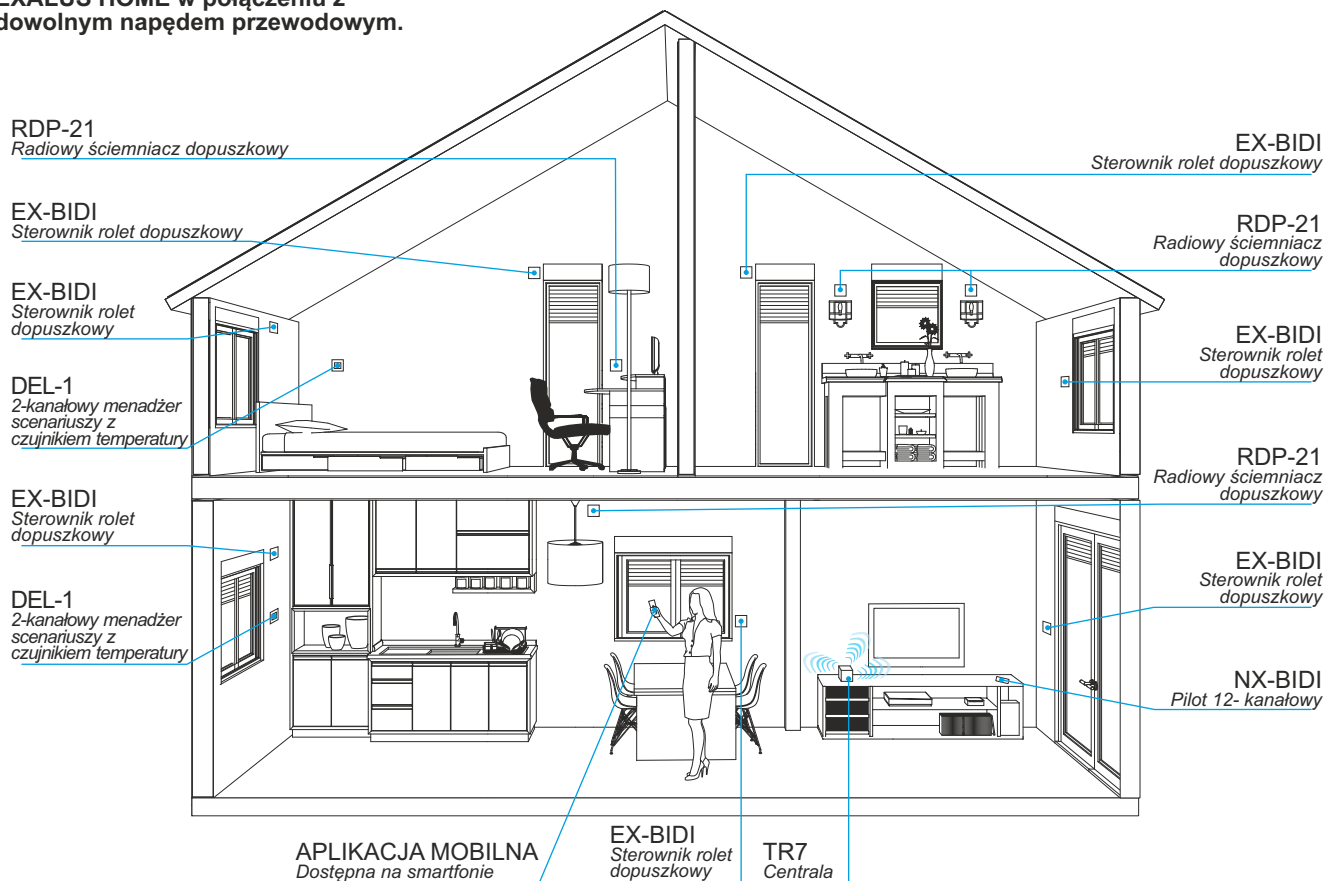 EXALUS HOME w połączeniu z
dowolnym napędem przewodowym.
RDP-21
Radiowy ściemniacz dopuszkowy
EX-BIDI
Sterownik rolet dopuszkowy
EX-BIDI
Sterownik rolet
dopuszkowy
DEL-1
2-kanałowy menadżer
scenariuszy z
czujnikiem temperatury
EX-BIDI
Sterownik rolet
dopuszkowy
DEL-1
2-kanałowy menadżer
scenariuszy z
czujnikiem temperatury
EX-BIDI
Sterownik rolet dopuszkowy
RDP-21
Radiowy ściemniacz
dopuszkowy
EX-BIDI
Sterownik rolet
dopuszkowy
RDP-21
Radiowy ściemniacz
dopuszkowy
EX-BIDI
Sterownik rolet
dopuszkowy
NX-BIDI
Pilot 12- kanałowy
APLIKACJA MOBILNA
Dostępna na smartfonie
EX-BIDI
Sterownik rolet
dopuszkowy
TR7
Centrala